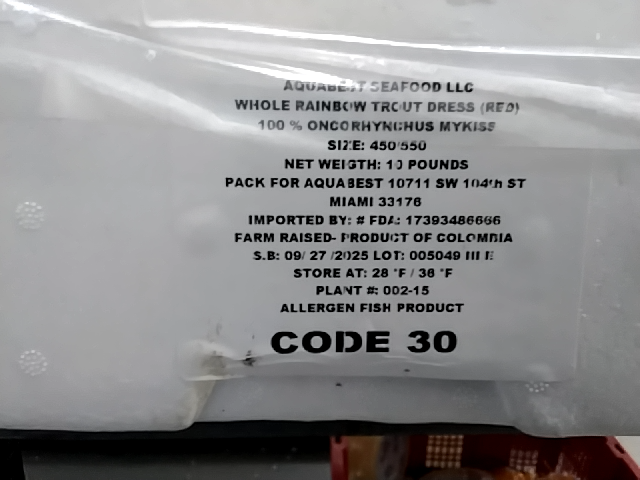 AQUABEST SEAFOOD LLC
WHOLE RAINBOW TROUT DRESS (RED)
100 % ONCORHYNCHUS MYKISS
SIZE: 450/550
NET WEIGTH: 10 POUNDS
PACK FOR AQUABEST 10711 SW 104th ST
MIAMI 33176
IMPORTED BY: # FDA: 17393486666
FARM RAISED- PRODUCT OF COLOMBIA
S.B: 09/ 27 /2025 LOT: 005049 III E
STORE AT: 28 °F / 36 °F
PLANT #: 002-15
ALLERGEN FISH PRODUCT
CODE 30